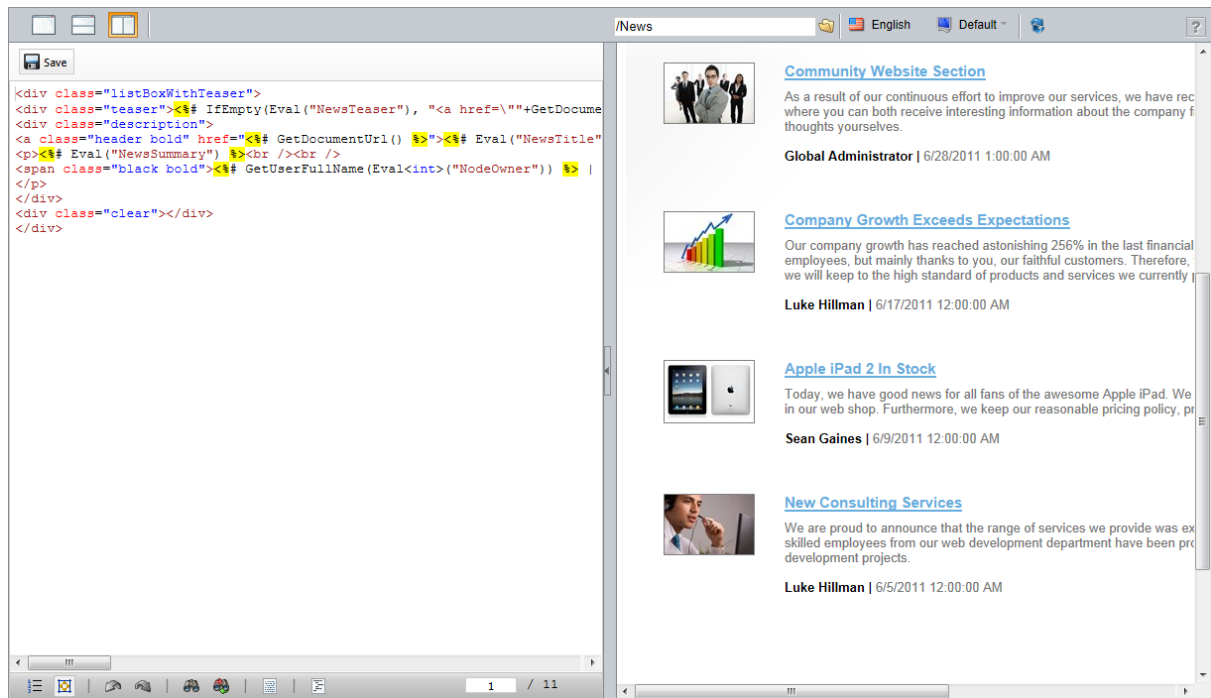 /News
English
Default
?
Save
<div class="listBoxWithTeaser">
<div class="teaser"><%# IfEmpty(Eval("NewsTeaser"), "<a href=\""+GetDocume
<div class="description">
<a class="header bold" href="<%# GetDocumentUrl() %>"><%# Eval("NewsTitle"
<p><%# Eval("NewsSummary") %><br /><br />
<span class="black bold"><%# GetUserFullName(Eval<int>("NodeOwner")) %> |
</p>
</div>
<div class="clear"></div>
</div>
1 / 11
Community Website Section
As a result of our continuous effort to improve our services, we have rec
where you can both receive interesting information about the company f
thoughts yourselves.
Global Administrator | 6/28/2011 1:00:00 AM
Company Growth Exceeds Expectations
Our company growth has reached astonishing 256% in the last financial
employees, but mainly thanks to you, our faithful customers. Therefore,
we will keep to the high standard of products and services we currently p
Luke Hillman | 6/17/2011 12:00:00 AM
Apple iPad 2 In Stock
Today, we have good news for all fans of the awesome Apple iPad. We
in our web shop. Furthermore, we keep our reasonable pricing policy, pr
Sean Gaines | 6/9/2011 12:00:00 AM
New Consulting Services
We are proud to announce that the range of services we provide was ex
skilled employees from our web development department have been pro
development projects.
Luke Hillman | 6/5/2011 12:00:00 AM